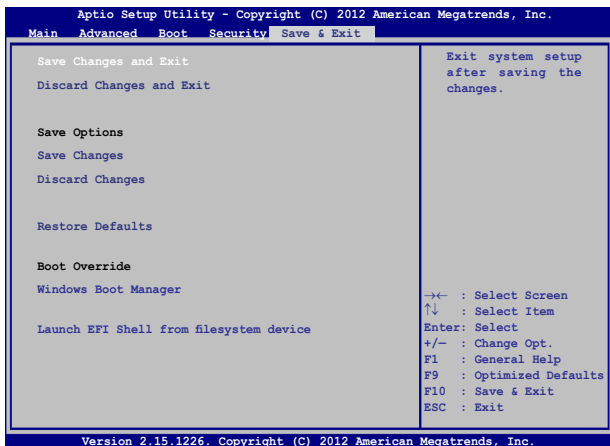 Aptio Setup Utility - Copyright (C) 2012 American Megatrends, Inc.
Main Advanced Boot Security Save & Exit
Save Changes and Exit
Discard Changes and Exit
Save Options
Save Changes
Discard Changes
Restore Defaults
Boot Override
Windows Boot Manager
Launch EFI Shell from filesystem device
Exit system setup
after saving the
changes.
→← : Select Screen
↑↓ : Select Item
Enter: Select
+/— : Change Opt.
F1 : General Help
F9 : Optimized Defaults
F10 : Save & Exit
ESC : Exit
Version 2.15.1226. Copyright (C) 2012 American Megatrends, Inc.